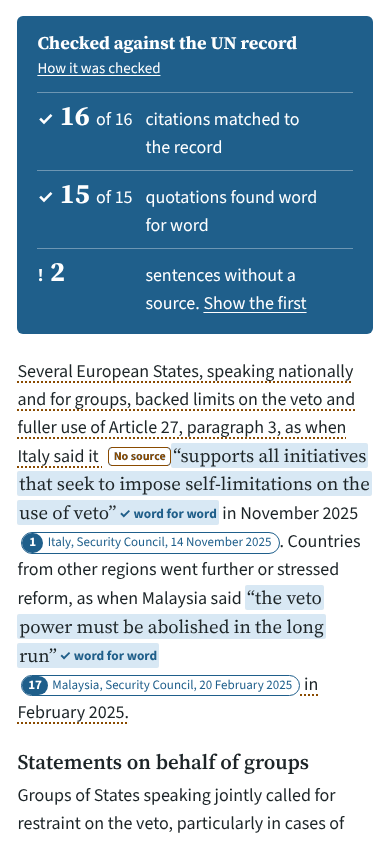 Checked against the UN record
How it was checked
✓ 16 of 16 citations matched to
the record
✓ 15 of 15 quotations found word
for word
! 2 sentences without a
source. Show the first
Several European States, speaking nationally
and for groups, backed limits on the veto and
fuller use of Article 27, paragraph 3, as when
Italy said it No source “supports all initiatives
that seek to impose self-limitations on the
use of veto” ✓ word for word in November 2025
1 Italy, Security Council, 14 November 2025 . Countries
from other regions went further or stressed
reform, as when Malaysia said “the veto
power must be abolished in the long
run” ✓ word for word
17 Malaysia, Security Council, 20 February 2025 in
February 2025.
Statements on behalf of groups
Groups of States speaking jointly called for
restraint on the veto, particularly in cases of